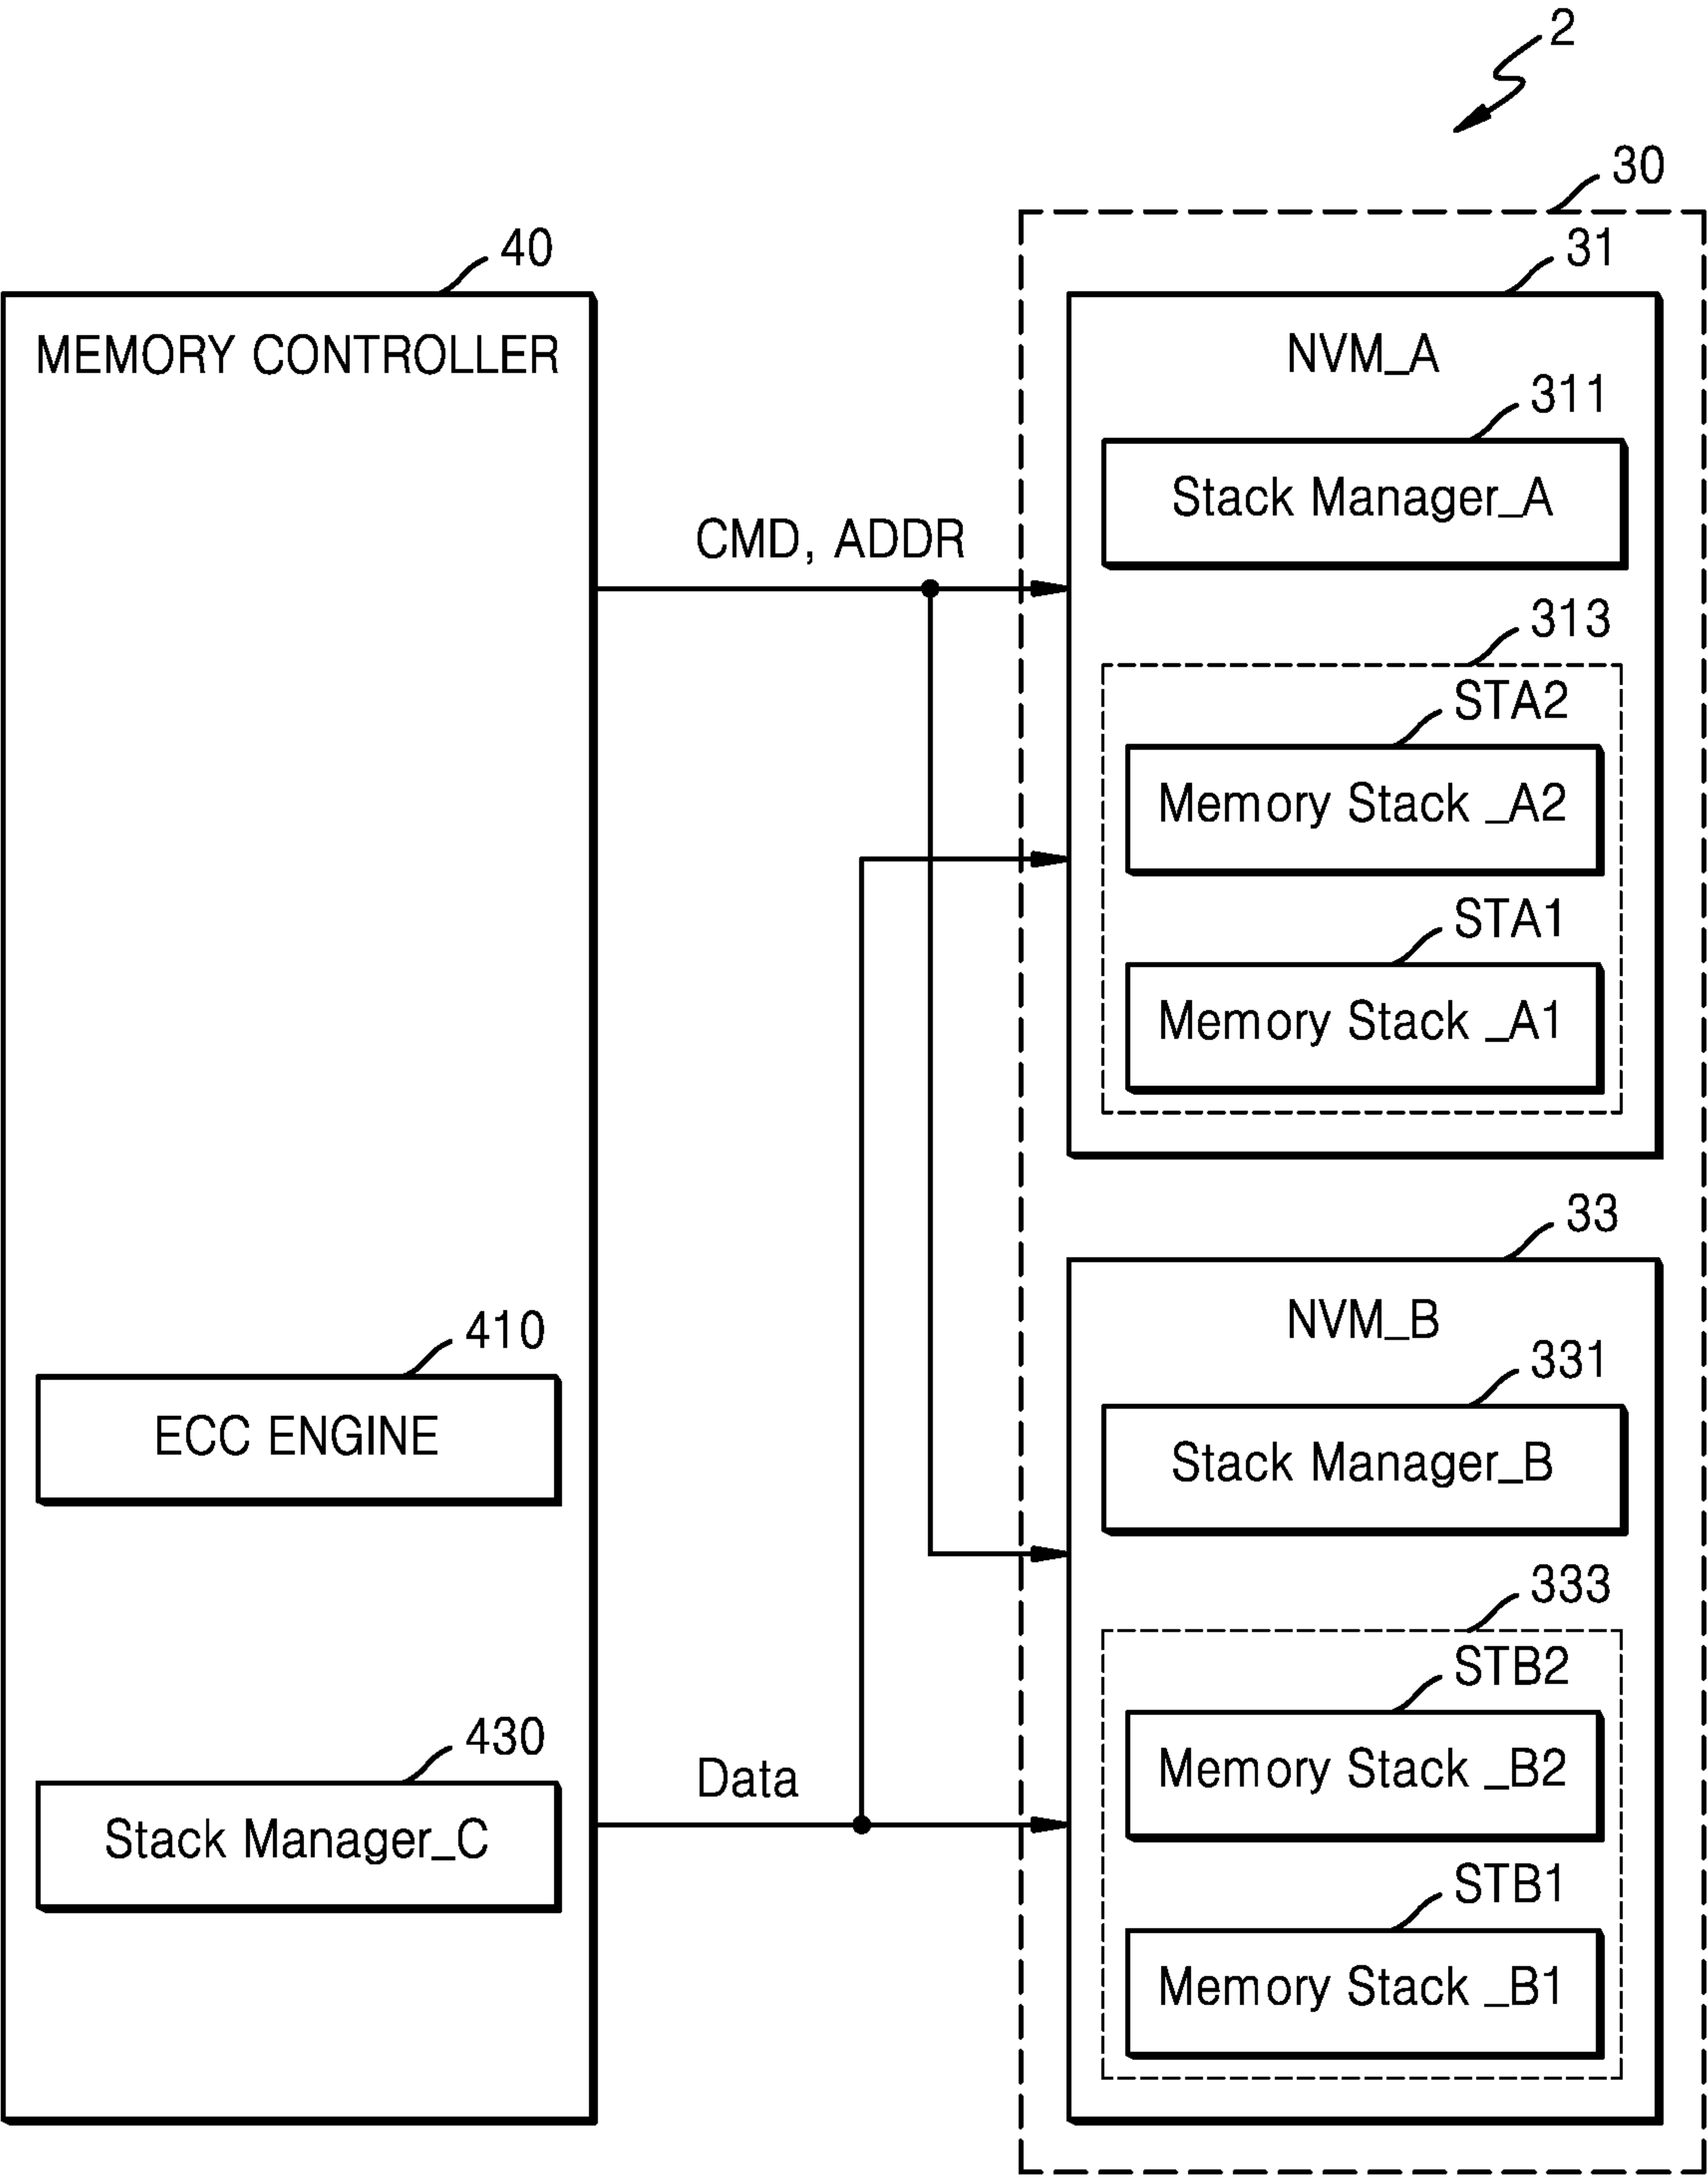 2
30
40
31
MEMORY CONTROLLER
NVM_A
311
Stack Manager_A
CMD, ADDR
313
STA2
Memory Stack _A2
STA1
Memory Stack _A1
33
NVM_B
410
331
ECC ENGINE
Stack Manager_B
333
STB2
430
Data
Memory Stack _B2
Stack Manager_C
STB1
Memory Stack _B1